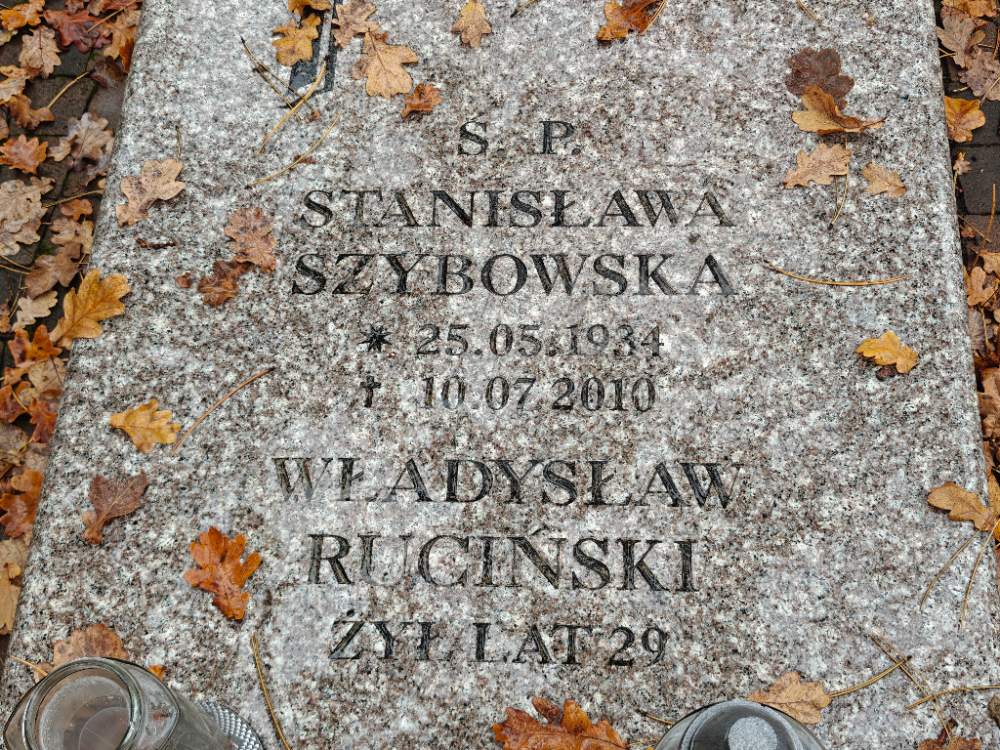 Ś. P.
STANISŁAWA
SZYBOWSKA
* 25.05.1934
† 10.07.2010
WŁADYSŁAW
RUCIŃSKI
ŻYŁ LAT 29